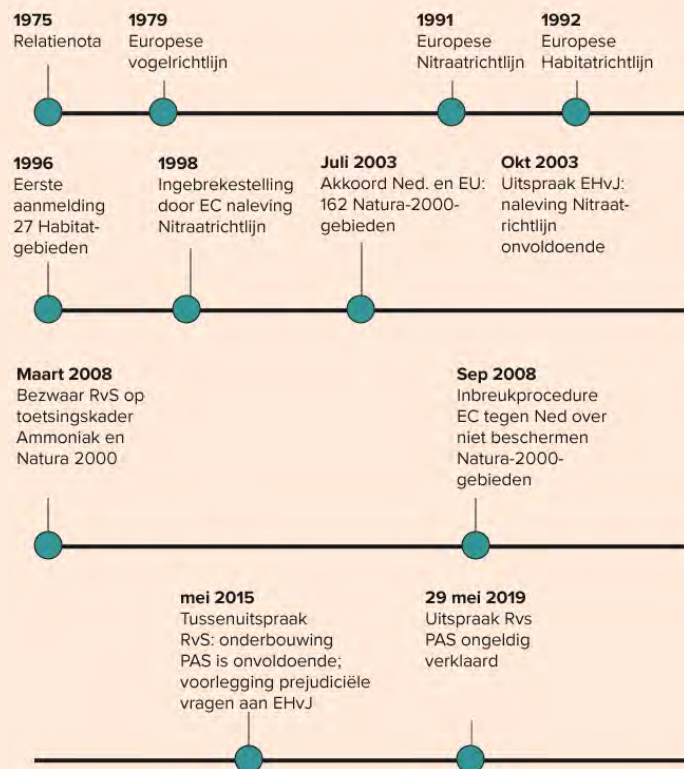 1975
Relatienota
1979
Europese
vogelrichtlijn
1991
Europese
Nitraatrichtlijn
1992
Europese
Habitatrichtlijn
1996
Eerste
aanmelding
27 Habitat-
gebieden
1998
Ingebrekestelling
door EC naleving
Nitraatrichtlijn
Juli 2003
Akkoord Ned. en EU:
162 Natura-2000-
gebieden
Okt 2003
Uitspraak EHvJ:
naleving Nitraat-
richtlijn
onvoldoende
Maart 2008
Bezwaar RvS op
toetsingskader
Ammoniak en
Natura 2000
Sep 2008
Inbreukprocedure
EC tegen Ned over
niet beschermen
Natura-2000-
gebieden
mei 2015
Tussenuitspraak
RvS: onderbouwing
PAS is onvoldoende;
voorlegging prejudiciële
vragen aan EHvJ
29 mei 2019
Uitspraak Rvs
PAS ongeldig
verklaard